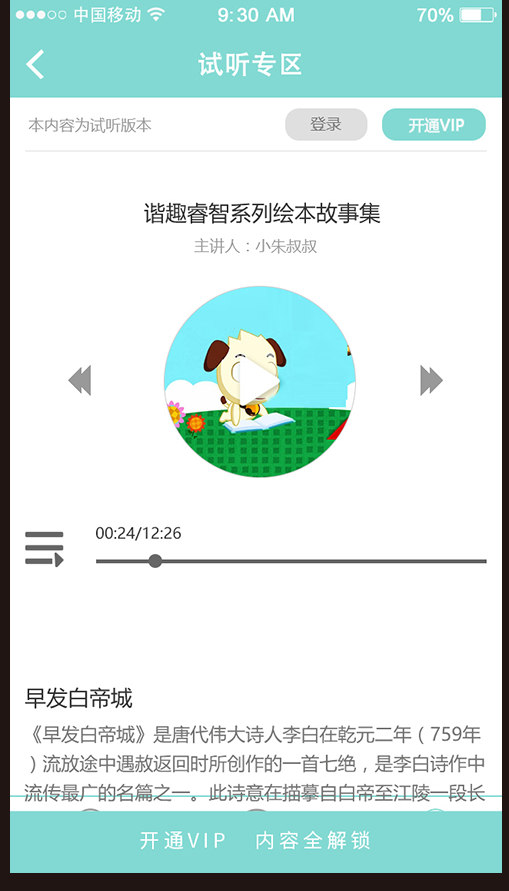 中国移动 9:30 AM 70%
试听专区
本内容为试听版本 登录 开通VIP
谐趣睿智系列绘本故事集
主讲人：小朱叔叔
00:24/12:26
早发白帝城
《早发白帝城》是唐代伟大诗人李白在乾元二年（759年
）流放途中遇赦返回时所创作的一首七绝，是李白诗作中
流传最广的名篇之一。此诗意在描摹自白帝至江陵一段长
开通VIP 内容全解锁